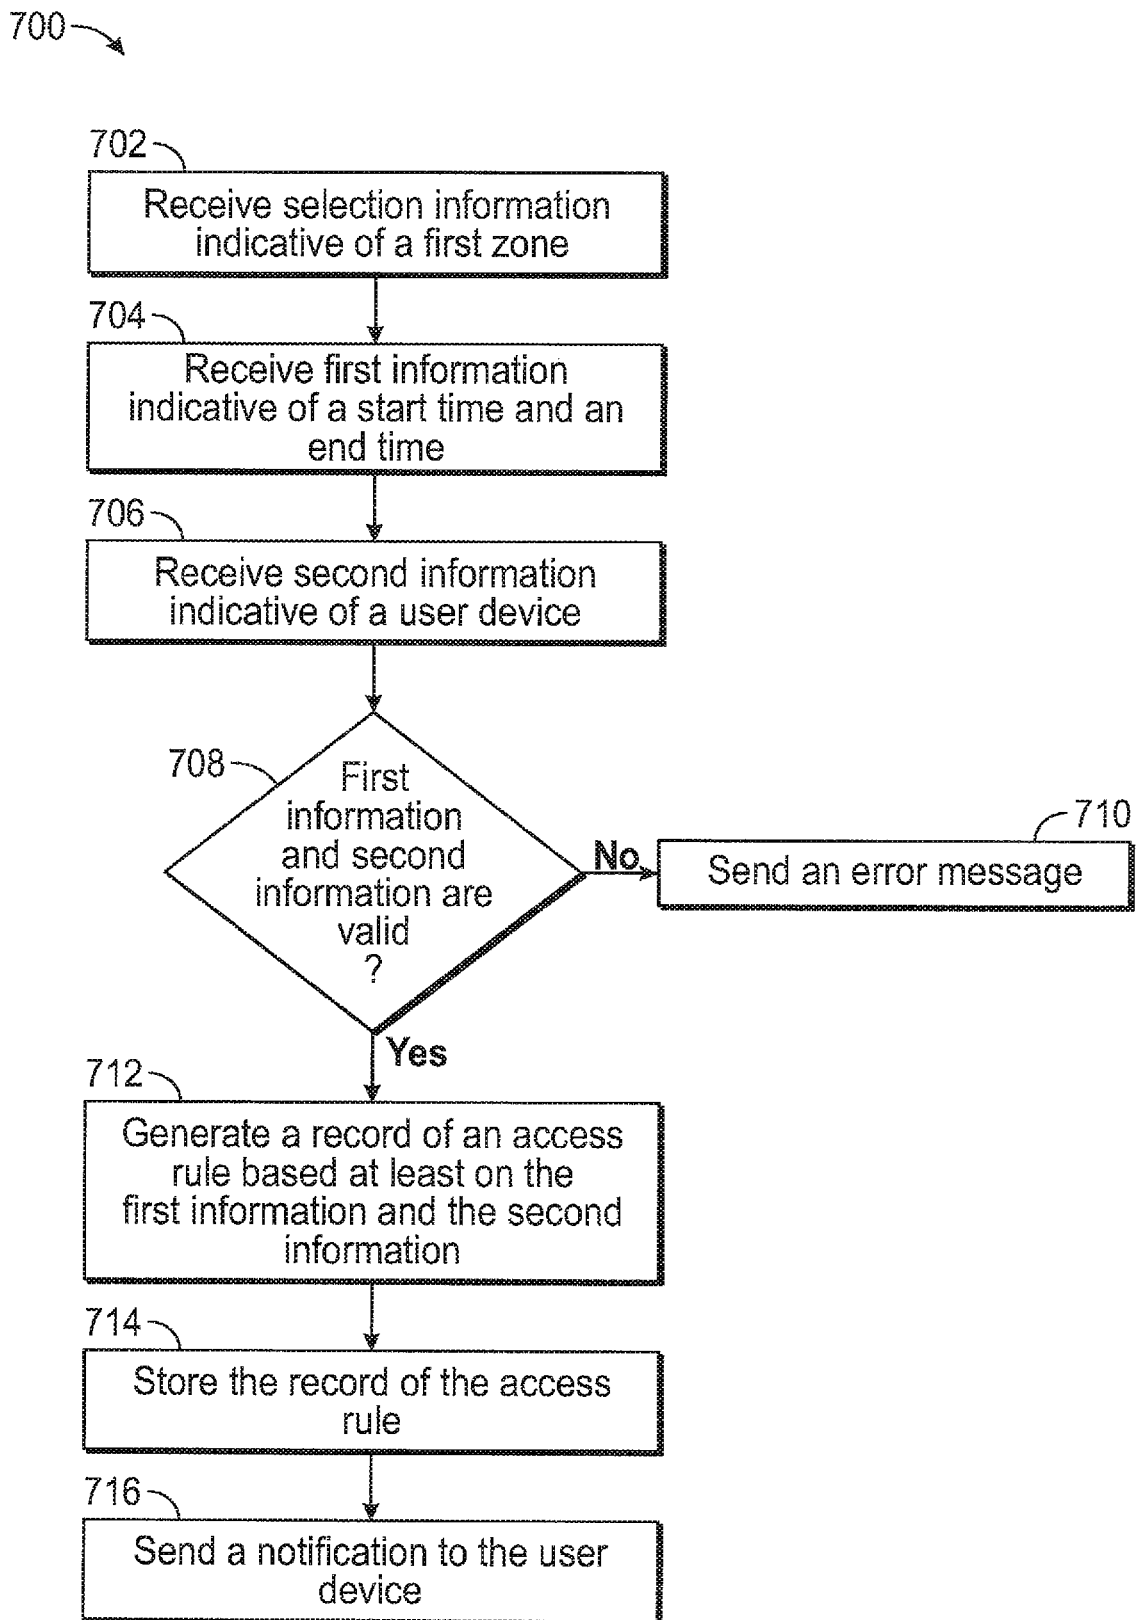 700
702
Receive selection information
indicative of a first zone
704
Receive first information
indicative of a start time and an
end time
706
Receive second information
indicative of a user device
708
First
information
and second
information are
valid
?
No
710
Send an error message
Yes
712
Generate a record of an access
rule based at least on the
first information and the second
information
714
Store the record of the access
rule
716
Send a notification to the user
device